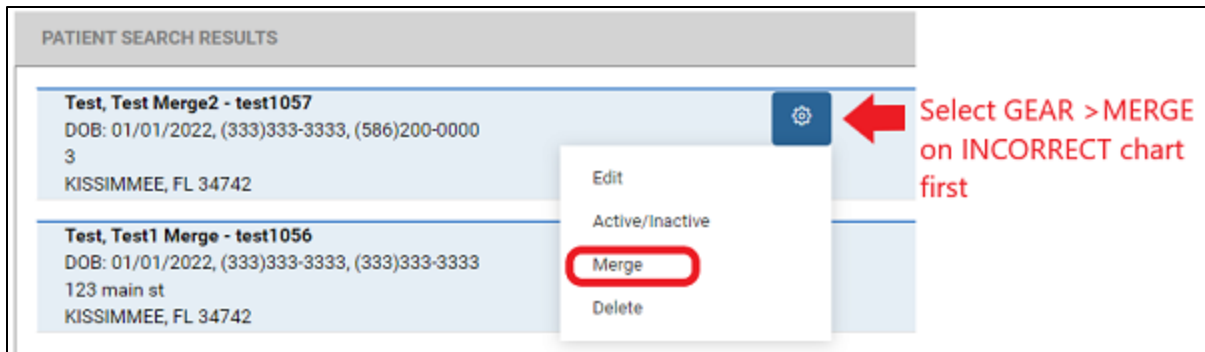 PATIENT SEARCH RESULTS
Test, Test Merge2 - test1057
DOB: 01/01/2022, (333)333-3333, (586)200-0000
3
KISSIMMEE, FL 34742
Edit
Active/Inactive
Merge
Delete
Select GEAR >MERGE
on INCORRECT chart
first
Test, Test1 Merge - test1056
DOB: 01/01/2022, (333)333-3333, (333)333-3333
123 main st
KISSIMMEE, FL 34742